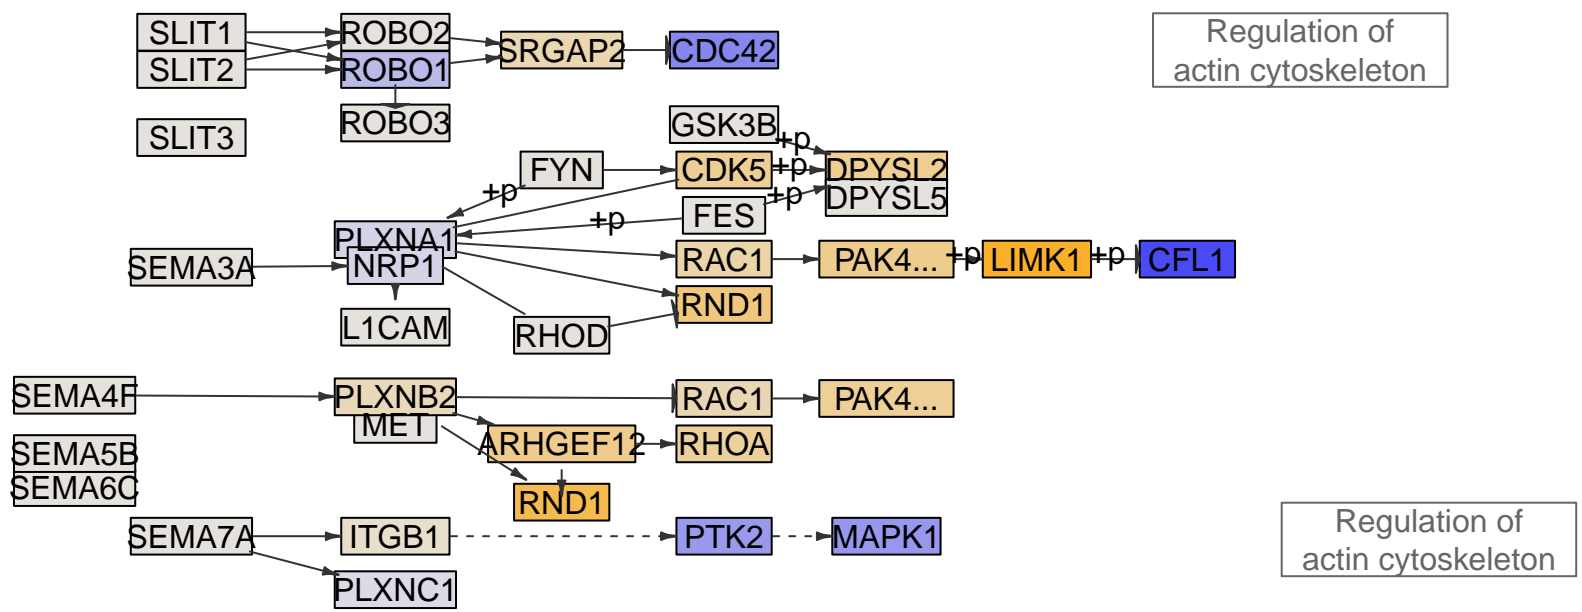 SLIT1
ROBO2
SRGAP2
CDC42
Regulation of
actin cytoskeleton
SLIT2
ROBO1
SLIT3
ROBO3
GSK3B
+p
FYN
CDK5
+p
DPYSL2
+p
FES
+p
DPYSL5
+p
PLXNA1
SEMA3A
NRP1
RAC1
PAK4...
+p
LIMK1
+p
CFL1
RND1
L1CAM
RHOD
SEMA4F
PLXNB2
RAC1
PAK4...
MET
ARHGEF12
RHOA
SEMA5B
SEMA6C
RND1
SEMA7A
ITGB1
PTK2
MAPK1
Regulation of
actin cytoskeleton
PLXNC1